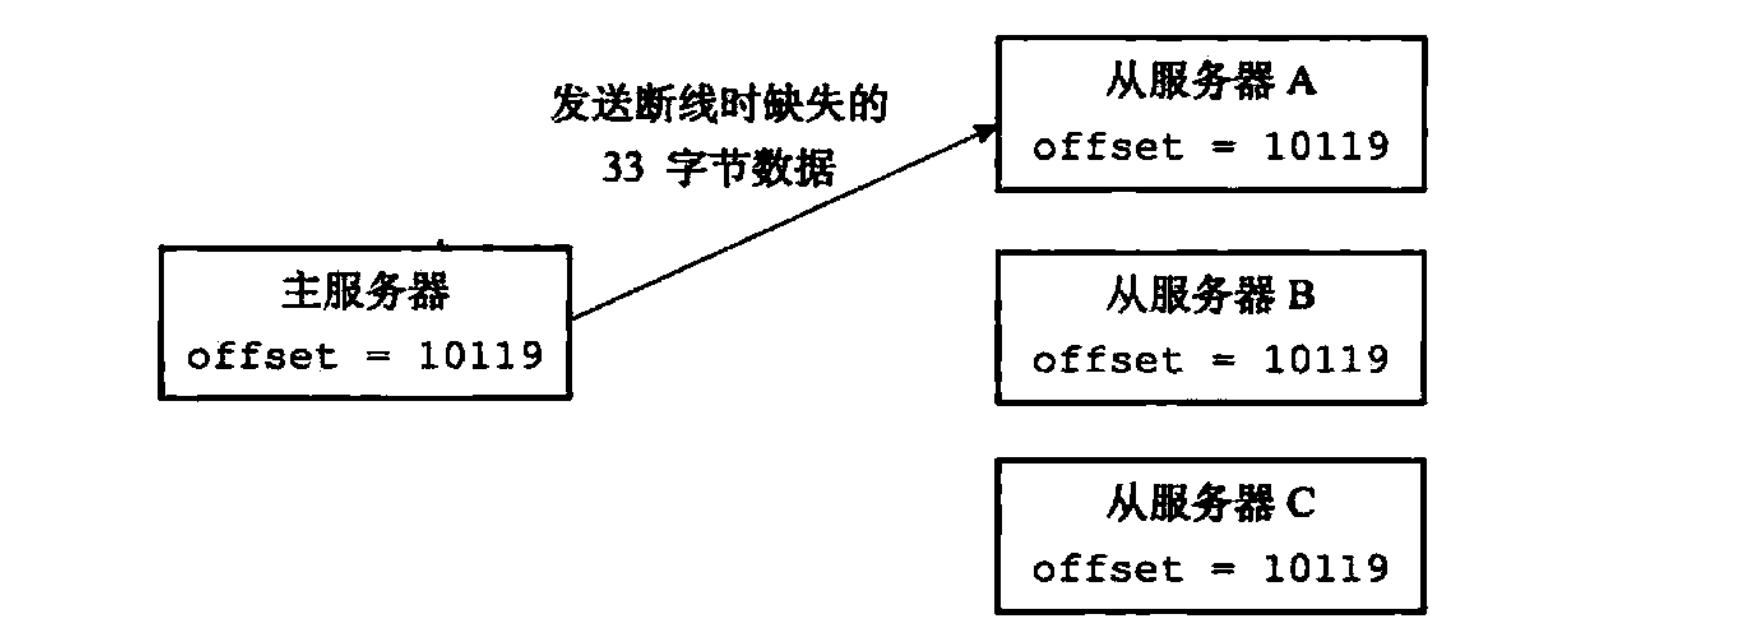 发送断线时缺失的
33 字节数据
主服务器
offset = 10119
从服务器 A
offset = 10119
从服务器 B
offset = 10119
从服务器 C
offset = 10119